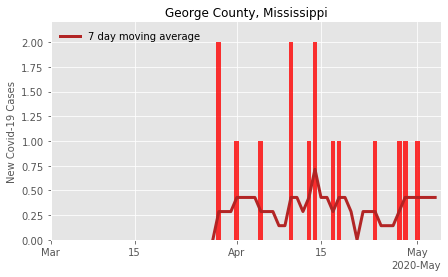 George County, Mississippi
7 day moving average
New Covid-19 Cases
2.00
1.75
1.50
1.25
1.00
0.75
0.50
0.25
0.00
Mar
15
Apr
15
May
2020-May